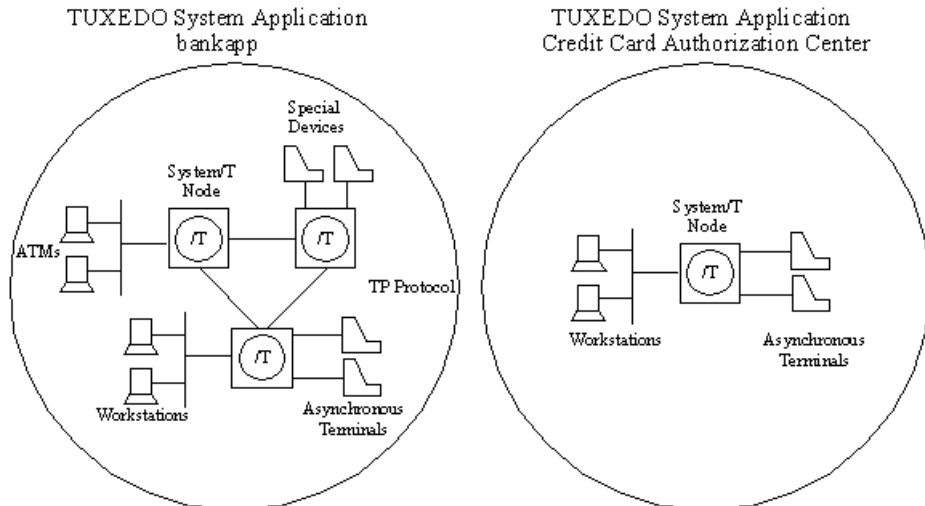 TUXEDO System Application
bankapp
TUXEDO System Application
Credit Card Authorization Center
Special
Devices
System/T
Node
/T
/T
ATMs
TP Protocol
/T
Workstations
Asynchronous
Terminals
System/T
Node
/T
Workstations
Asynchronous
Terminals